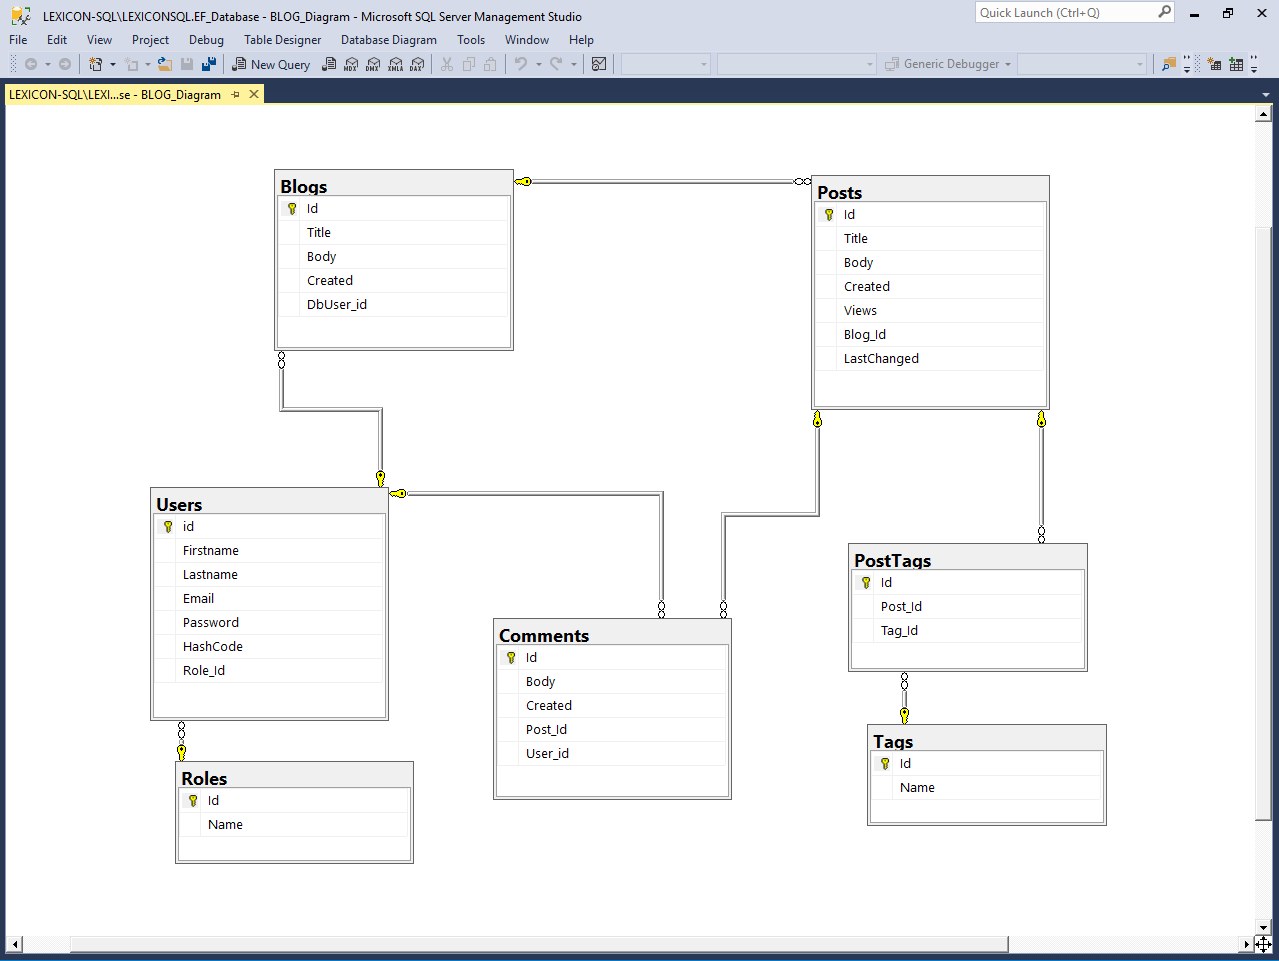 LEXICON-SQL\LEXICONSQL.EF_Database - BLOG_Diagram - Microsoft SQL Server Management Studio
Quick Launch (Ctrl+Q)
File Edit View Project Debug Table Designer Database Diagram Tools Window Help
New Query MDX DMX XMLA DAX Generic Debugger
LEXICON-SQL\LEXI...se - BLOG_Diagram
Blogs
Id
Title
Body
Created
DbUser_id
Posts
Id
Title
Body
Created
Views
Blog_Id
LastChanged
Users
id
Firstname
Lastname
Email
Password
HashCode
Role_Id
PostTags
Id
Post_Id
Tag_Id
Comments
Id
Body
Created
Post_Id
User_id
Tags
Id
Name
Roles
Id
Name